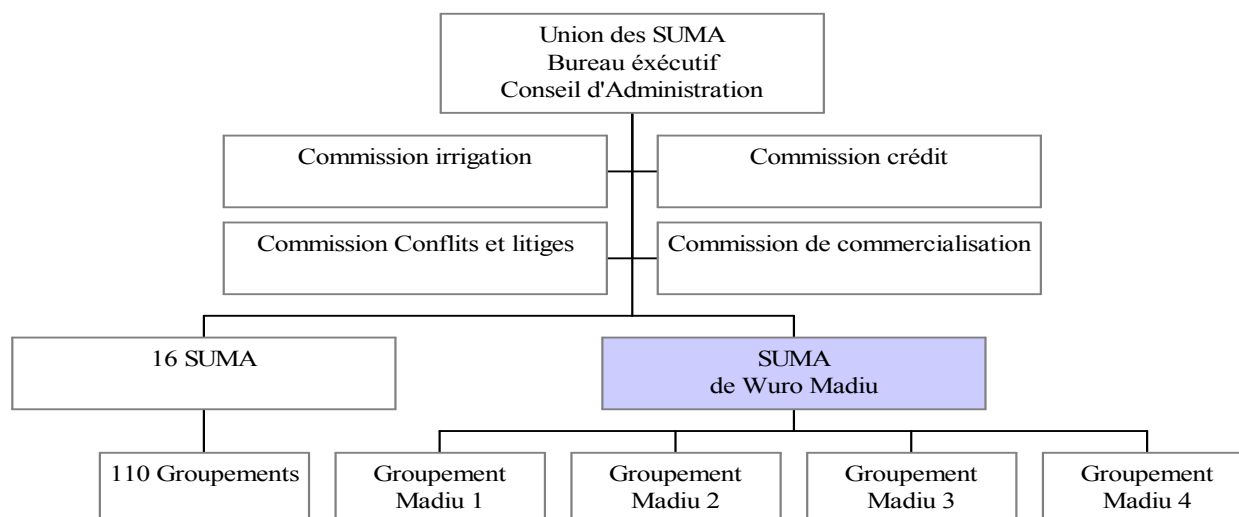 Union des SUMA
Bureau éxécutif
Conseil d'Administration
Commission irrigation
Commission crédit
Commission Conflits et litiges
Commission de commercialisation
16 SUMA
SUMA
de Wuro Madiu
110 Groupements
Groupement
Madiu 1
Groupement
Madiu 2
Groupement
Madiu 3
Groupement
Madiu 4